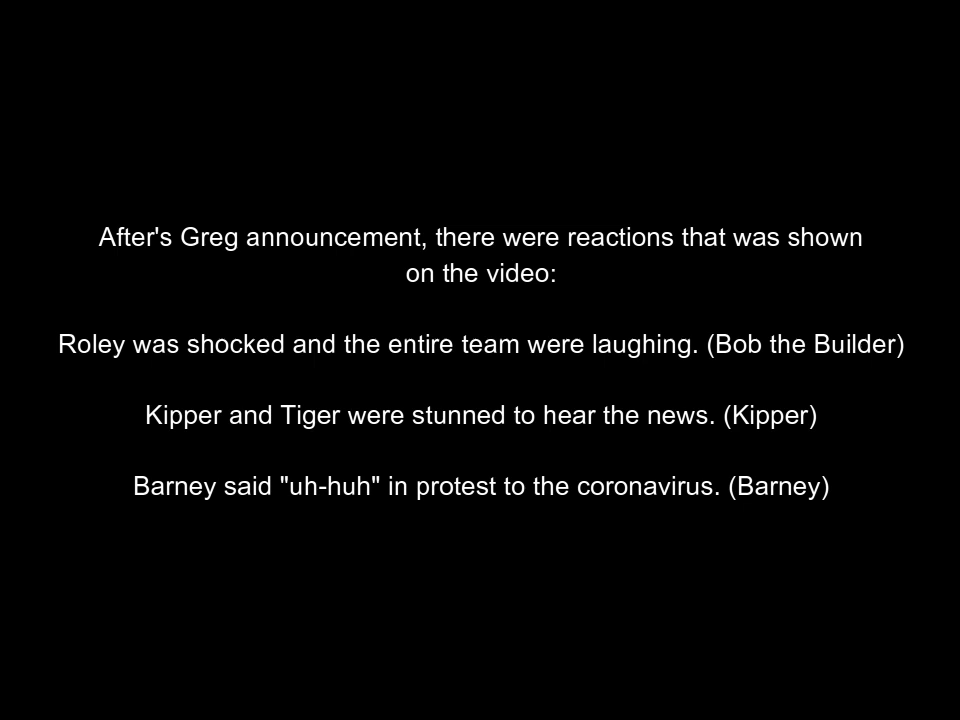 After's Greg announcement, there were reactions that was shown
on the video:
Roley was shocked and the entire team were laughing. (Bob the Builder)
Kipper and Tiger were stunned to hear the news. (Kipper)
Barney said "uh-huh" in protest to the coronavirus. (Barney)